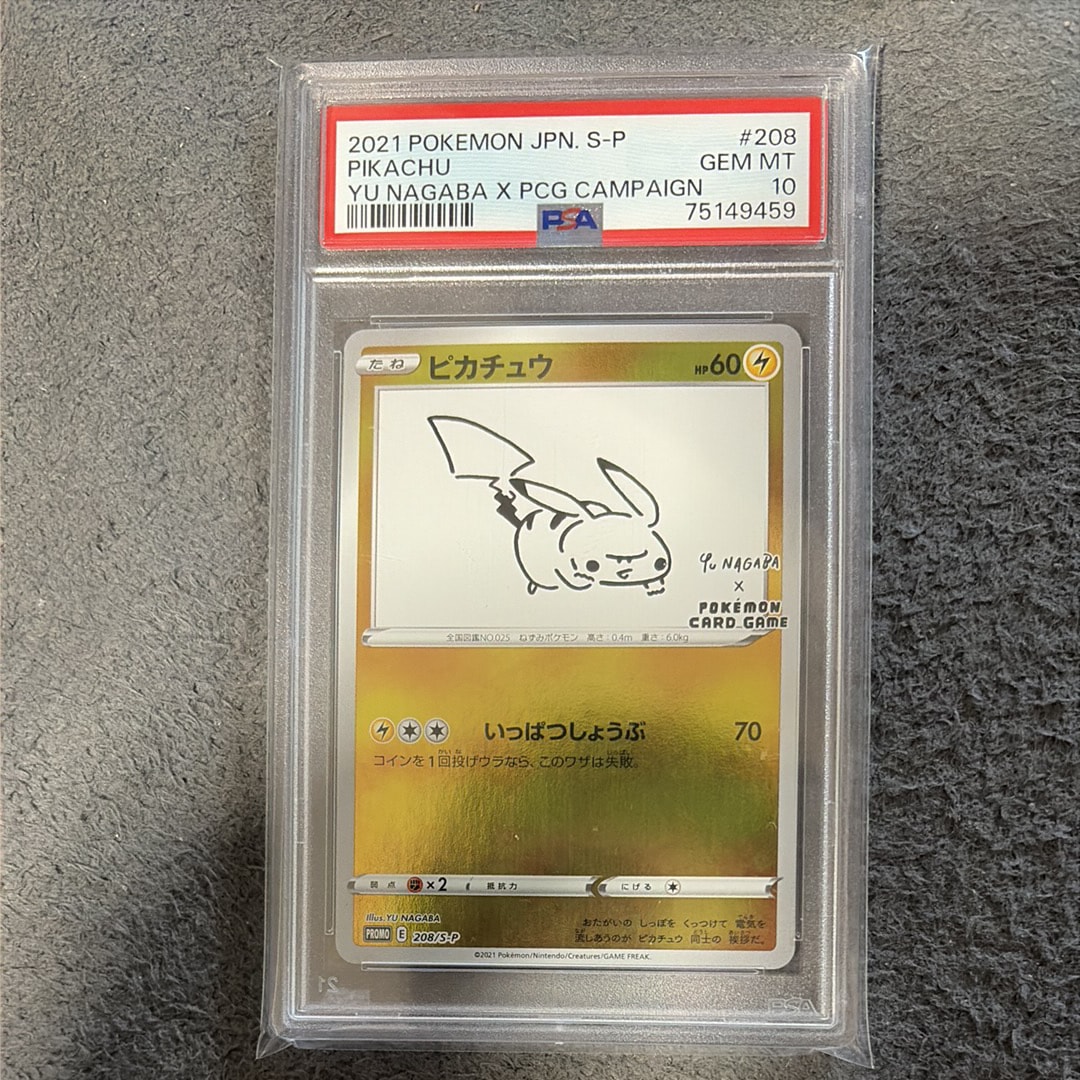 2021 POKEMON JPN. S-P #208
PIKACHU GEM MT
YU NAGABA X PCG CAMPAIGN 10
PSA 75149459
たね ピカチュウ HP60
Yu NAGABA
×
POKÉMON
CARD GAME
全国図鑑NO.025 ねずみポケモン 高さ:0.4m 重さ:6.0kg
いっぱつしょうぶ 70
コインを1回投げウラなら、このワザは失敗。
弱点 ×2 抵抗力 にげる
Illus.YU NAGABA
PROMO E 208/S-P
おたがいの しっぽを くっつけて 電気を
流しあうのが ピカチュウ 同士の 挨拶だ。
©2021 Pokémon/Nintendo/Creatures/GAME FREAK.
PSA